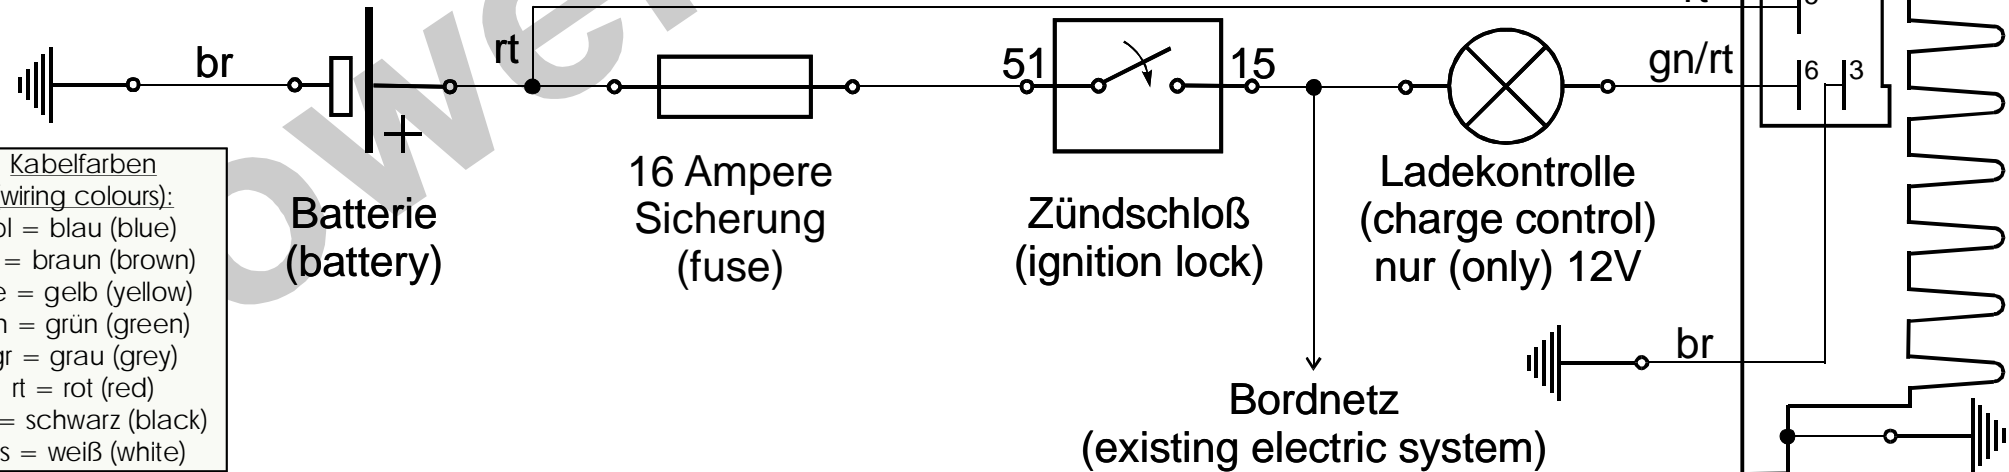 br
rt
51
15
gn/rt
6
3
16 Ampere
Sicherung
(fuse)
Batterie
(battery)
Zündschloß
(ignition lock)
Ladekontrolle
(charge control)
nur (only) 12V
br
Bordnetz
(existing electric system)
Kabelfarben
wiring colours):
= blau (blue)
= braun (brown)
= gelb (yellow)
= grün (green)
= grau (grey)
rt = rot (red)
= schwarz (black)
= weiß (white)